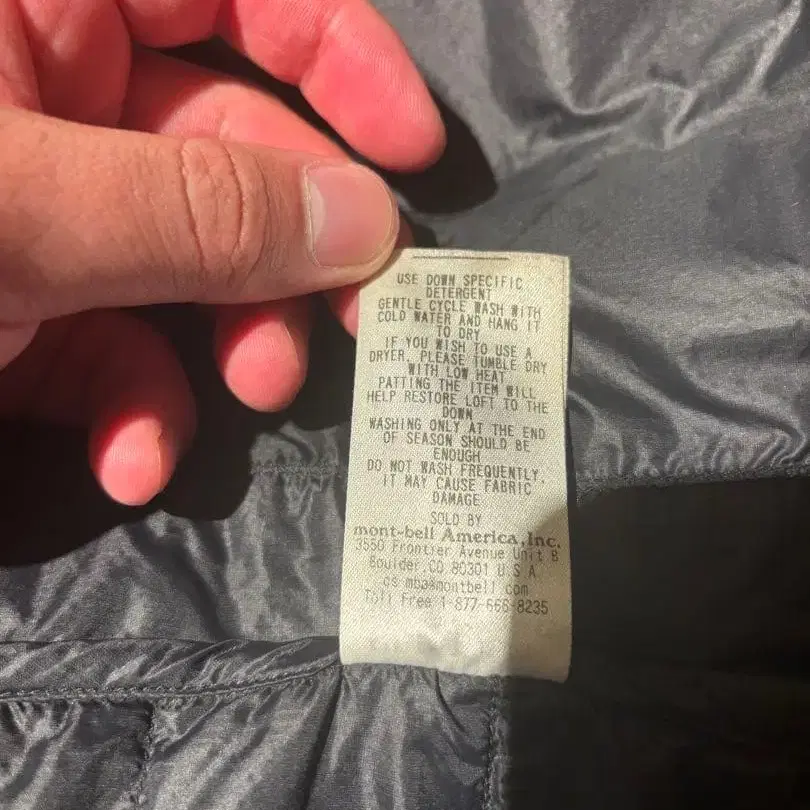 USE DOWN SPECIFIC
DETERGENT
GENTLE CYCLE WASH WITH
COLD WATER AND HANG IT
TO DRY
IF YOU WISH TO USE A
DRYER, PLEASE TUMBLE DRY
WITH LOW HEAT
PATTING THE ITEM WILL
HELP RESTORE LOFT TO THE
DOWN
WASHING ONLY AT THE END
OF SEASON SHOULD BE
ENOUGH
DO NOT WASH FREQUENTLY.
IT MAY CAUSE FABRIC
DAMAGE
SOLD BY
mont-bell America,Inc.
3550 Frontier Avenue Unit B
Boulder,CO 80301 U S A
cs.mba@montbell.com
Toll Free 1-877-666-8235